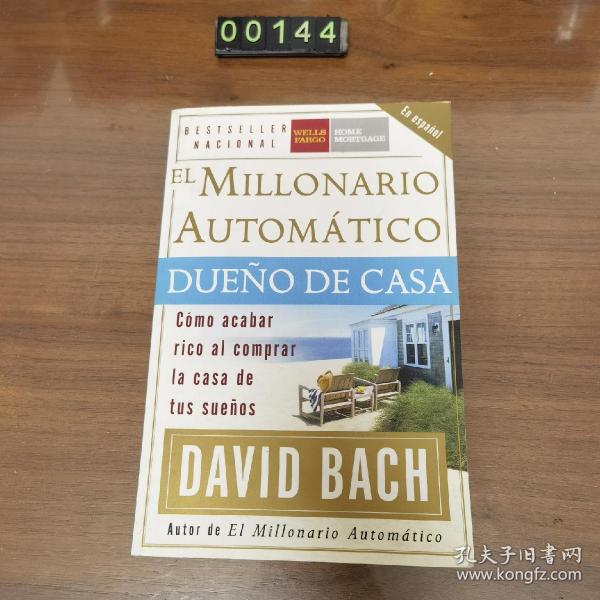 00144
BESTSELLER
NACIONAL
WELLS
FARGO
HOME
MORTGAGE
En español
EL MILLONARIO
AUTOMÁTICO
DUEÑO DE CASA
Cómo acabar
rico al comprar
la casa de
tus sueños
DAVID BACH
Autor de El Millonario Automático
孔夫子旧书网
www.kongfz.com